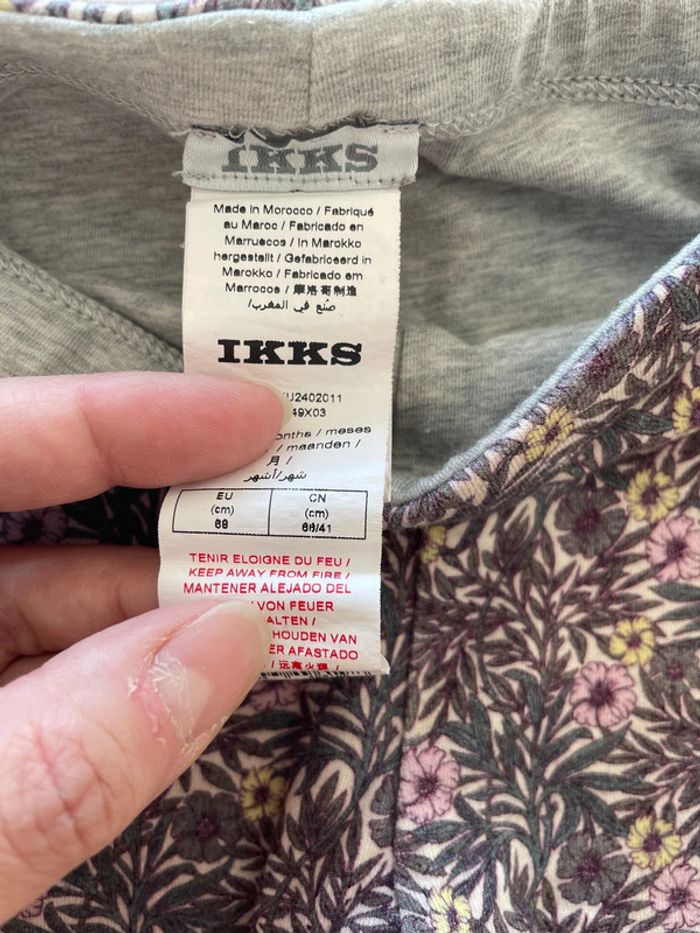 IKKS
Made in Morocco / Fabriqué
au Maroc / Fabricado en
Marruecos / In Marokko
hergestellt / Gefabriceerd in
Marokko / Fabricado em
Marrocos / 摩洛哥制造
/صُنع في المغرب
IKKS
U2402011
49X03
onths / meses
/ maanden /
月 /
شهر/أشهر
EU CN
(cm) (cm)
68 66/41
TENIR ELOIGNE DU FEU /
KEEP AWAY FROM FIRE /
MANTENER ALEJADO DEL
VON FEUER
ALTEN /
HOUDEN VAN
ER AFASTADO
/ 远离火源 /